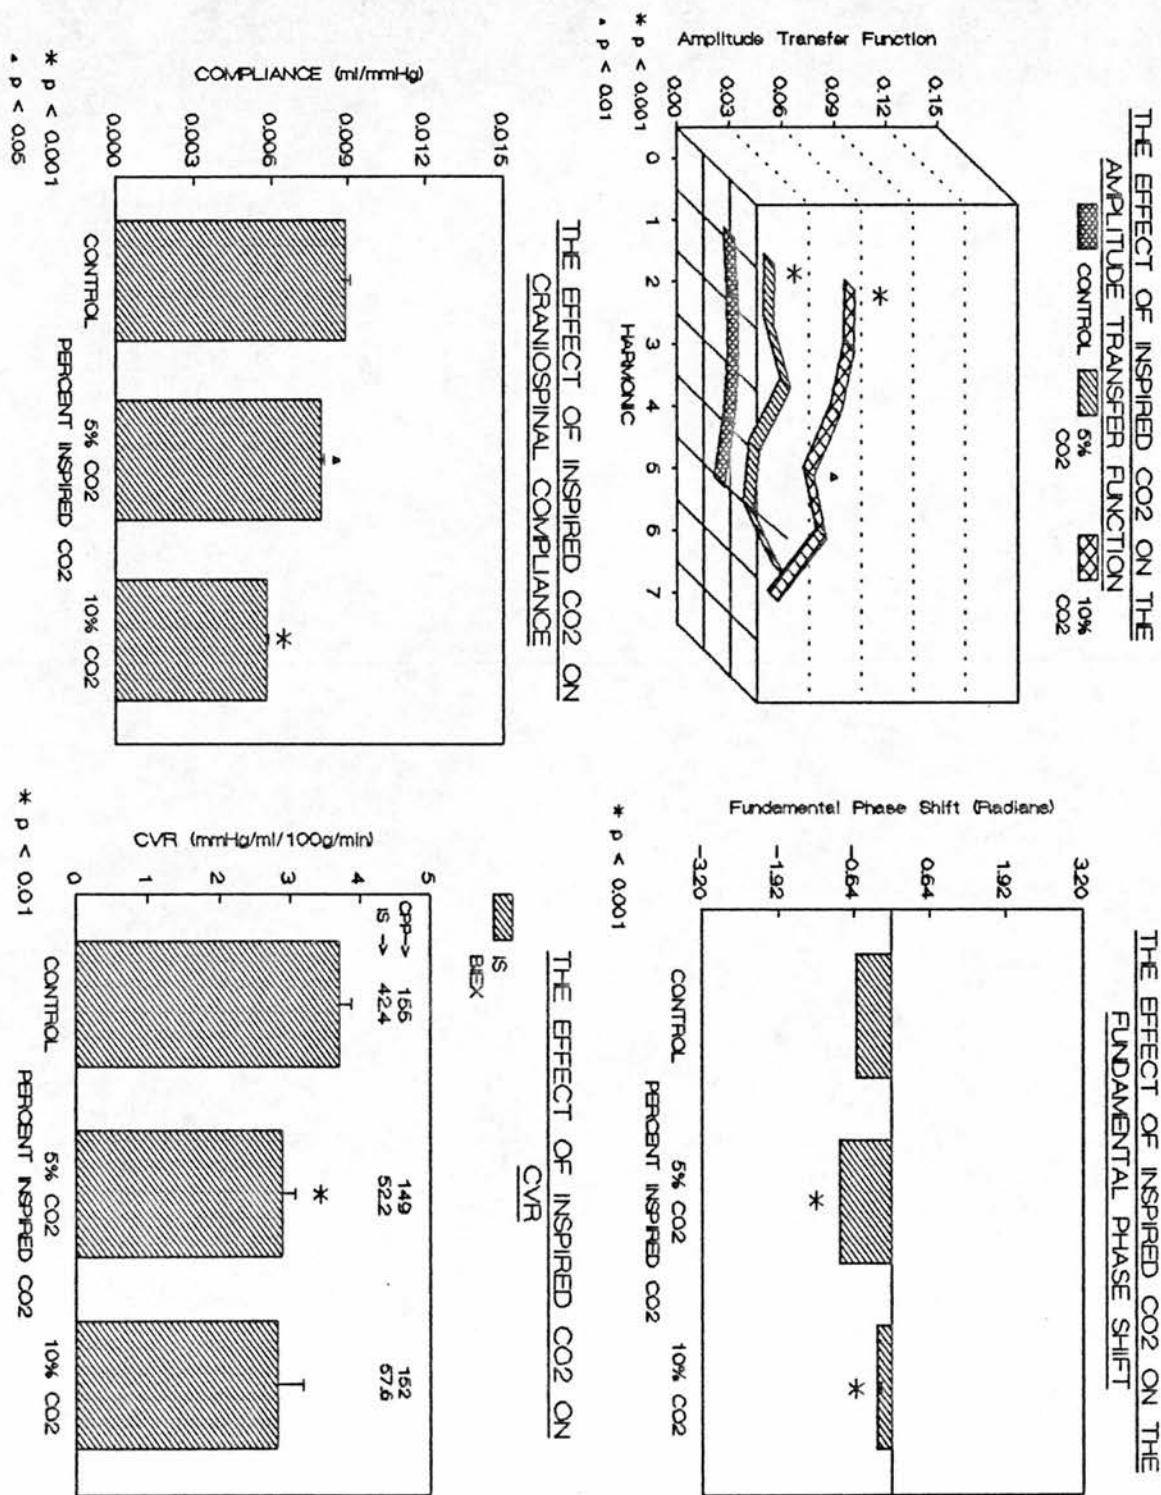 THE EFFECT OF INSPIRED CO2 ON THE
AMPLITUDE TRANSFER FUNCTION
CONTROL 5% CO2 10% CO2
Amplitude Transfer Function
0.15
0.12
0.09
0.06
0.03
0.00
0 1 2 3 4 5 6 7
HARMONIC
* p < 0.001
▲ p < 0.01
THE EFFECT OF INSPIRED CO2 ON THE
FUNDAMENTAL PHASE SHIFT
Fundamental Phase Shift (Radians)
3.20
1.92
0.64
-0.64
-1.92
-3.20
CONTROL 5% CO2 10% CO2
PERCENT INSPIRED CO2
* p < 0.001
THE EFFECT OF INSPIRED CO2 ON
CRANIOSPINAL COMPLIANCE
COMPLIANCE (ml/mmHg)
0.015
0.012
0.009
0.006
0.003
0.000
CONTROL 5% CO2 10% CO2
PERCENT INSPIRED CO2
* p < 0.001
▲ p < 0.05
THE EFFECT OF INSPIRED CO2 ON
CVR
IS BIEX
CVR (mmHg/ml/100g/min)
5
4
3
2
1
0
CPP-> 155 149 152
IS -> 42.4 52.2 57.6
CONTROL 5% CO2 10% CO2
PERCENT INSPIRED CO2
* p < 0.01